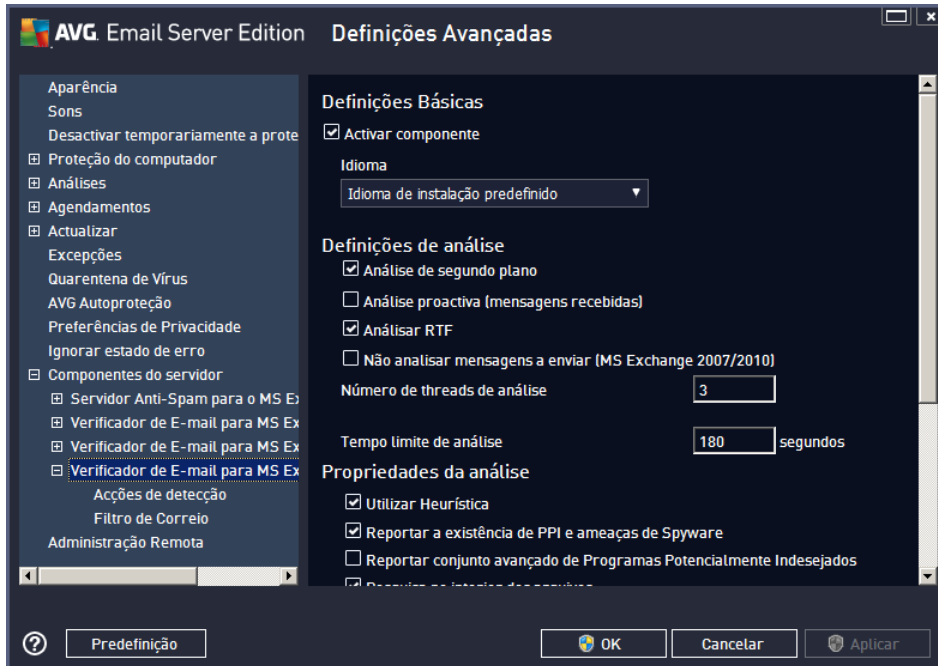 AVG. Email Server Edition Definições Avançadas
Aparência
Sons
Desactivar temporariamente a prote
Proteção do computador
Análises
Agendamentos
Actualizar
Excepções
Quarentena de Vírus
AVG Autoproteção
Preferências de Privacidade
Ignorar estado de erro
Componentes do servidor
Servidor Anti-Spam para o MS Ex
Verificador de E-mail para MS Ex
Verificador de E-mail para MS Ex
Verificador de E-mail para MS Ex
Acções de detecção
Filtro de Correio
Administração Remota
Definições Básicas
Activar componente
Idioma
Idioma de instalação predefinido
Definições de análise
Análise de segundo plano
Análise proactiva (mensagens recebidas)
Análisar RTF
Não analisar mensagens a enviar (MS Exchange 2007/2010)
Número de threads de análise 3
Tempo limite de análise 180 segundos
Propriedades da análise
Utilizar Heurística
Reportar a existência de PPI e ameaças de Spyware
Reportar conjunto avançado de Programas Potencialmente Indesejados
Predefinição
OK
Cancelar
Aplicar